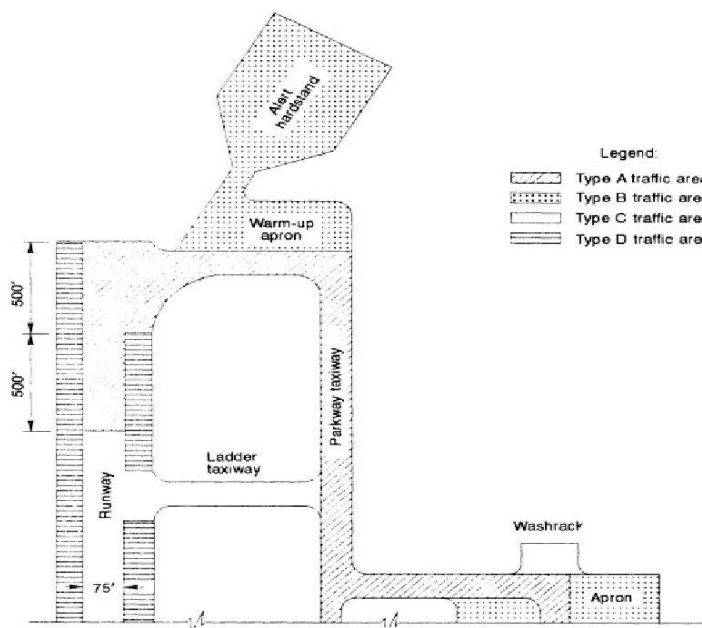 Alert
hardstand
Legend:
Type A traffic area
Type B traffic area
Type C traffic area
Type D traffic area
Warm-up
apron
500'
500'
Parkway taxiway
Ladder
taxiway
Runway
Washrack
75'
Apron